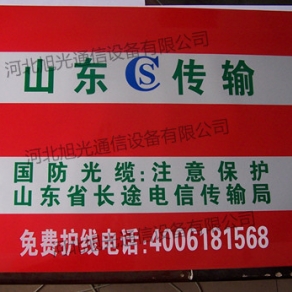 河北旭光通信设备有限公司
山东 CS 传输
河北旭光通信设备有限公司
国防光缆:注意保护
山东省长途电信传输局
免费护线电话:4006181568